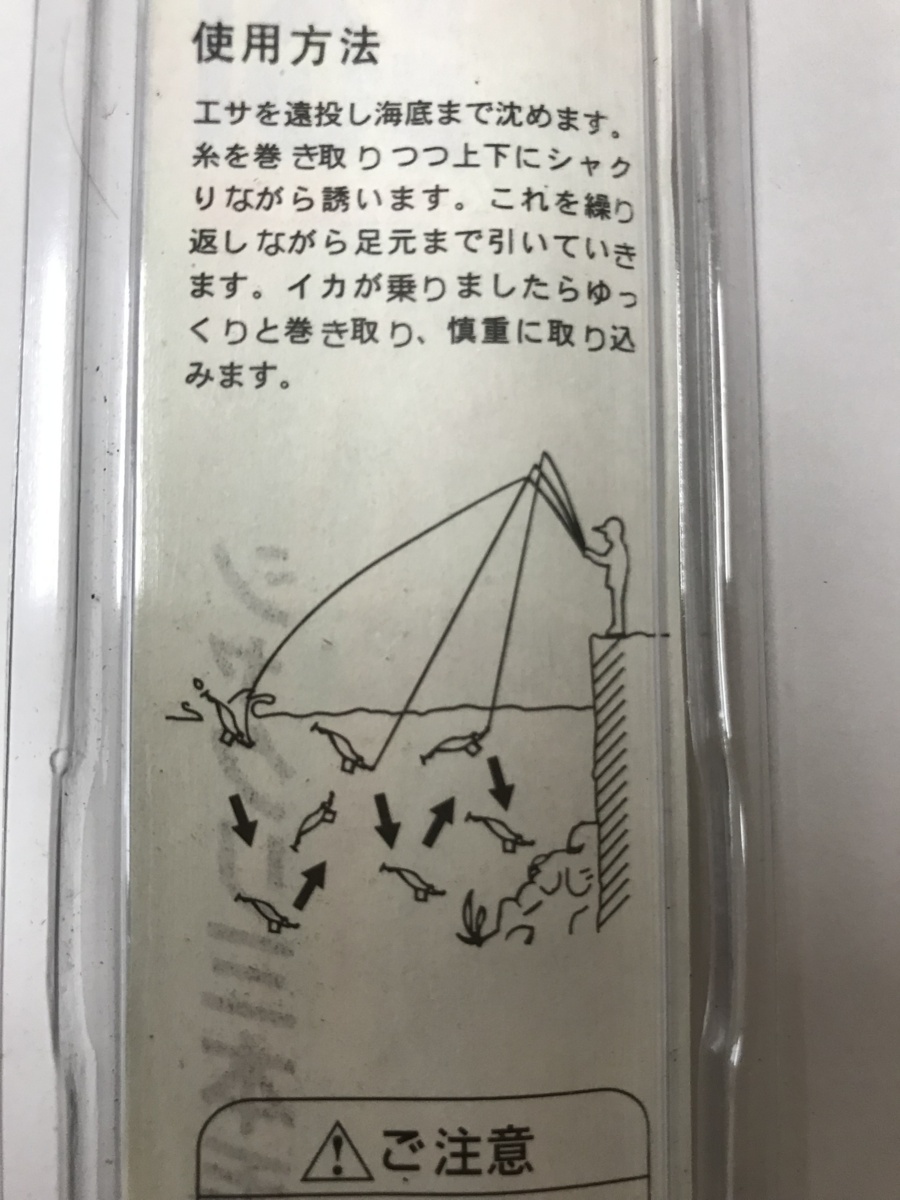 使用方法
エサを遠投し海底まで沈めます。
糸を巻き取りつつ上下にシャク
りながら誘います。これを繰り
返しながら足元まで引いていき
ます。イカが乗りましたらゆっ
くりと巻き取り、慎重に取り込
みます。
ご注意